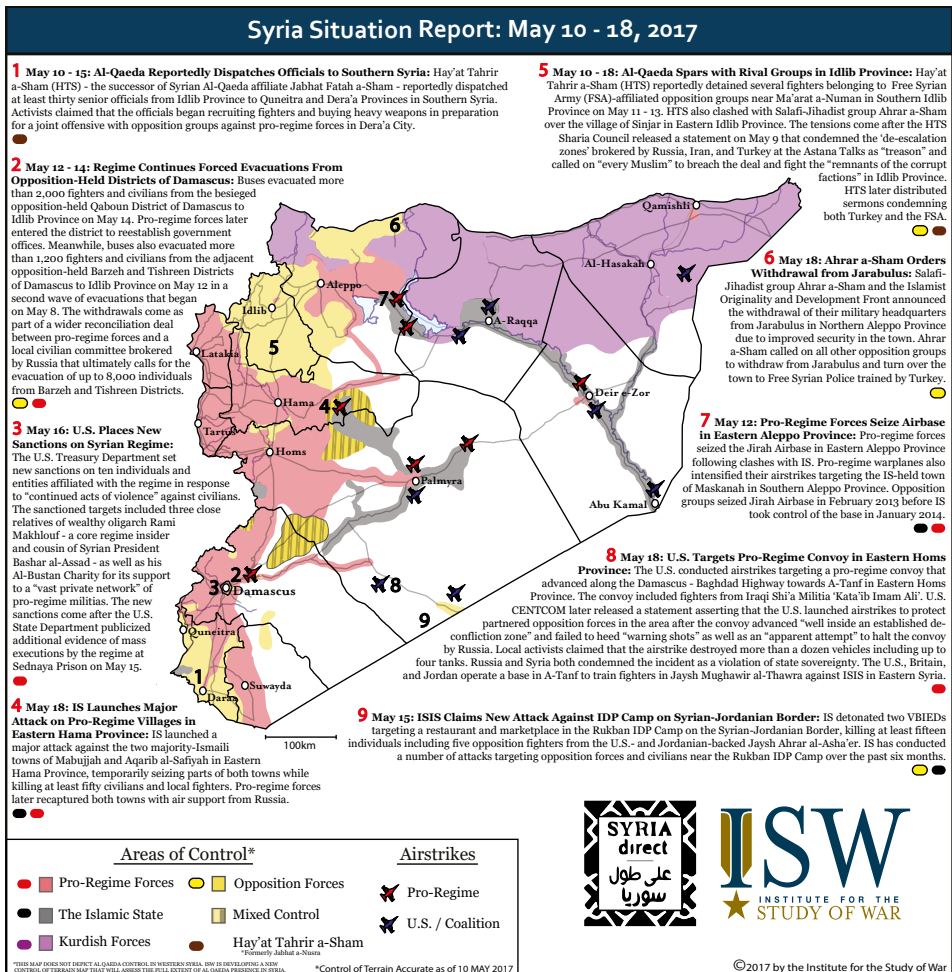 Syria Situation Report: May 10 - 18, 2017
1 May 10 - 15: Al-Qaeda Reportedly Dispatches Officials to Southern Syria: Hay'at Tahrir
a-Sham (HTS) - the successor of Syrian Al-Qaeda affiliate Jabhat Fatah a-Sham - reportedly dispatched
at least thirty senior officials from Idlib Province to Quneitra and Dera'a Provinces in Southern Syria.
Activists claimed that the officials began recruiting fighters and buying heavy weapons in preparation
for a joint offensive with opposition groups against pro-regime forces in Dera'a City.
2 May 12 - 14: Regime Continues Forced Evacuations From
Opposition-Held Districts of Damascus: Buses evacuated more
than 2,000 fighters and civilians from the besieged
opposition-held Qaboun District of Damascus to
Idlib Province on May 14. Pro-regime forces later
entered the district to reestablish government
offices. Meanwhile, buses also evacuated more
than 1,200 fighters and civilians from the adjacent
opposition-held Barzeh and Tishreen Districts
of Damascus to Idlib Province on May 12 in a
second wave of evacuations that began
on May 8. The withdrawals come as
part of a wider reconciliation deal
between pro-regime forces and a
local civilian committee brokered
by Russia that ultimately calls for the
evacuation of up to 8,000 individuals
from Barzeh and Tishreen Districts.
3 May 16: U.S. Places New
Sanctions on Syrian Regime:
The U.S. Treasury Department set
new sanctions on ten individuals and
entities affiliated with the regime in response
to "continued acts of violence" against civilians.
The sanctioned targets included three close
relatives of wealthy oligarch Rami
Makhlouf - a core regime insider
and cousin of Syrian President
Bashar al-Assad - as well as his
Al-Bustan Charity for its support
to a "vast private network" of
pro-regime militias. The new
sanctions come after the U.S.
State Department publicized
additional evidence of mass
executions by the regime at
Sednaya Prison on May 15.
4 May 18: IS Launches Major
Attack on Pro-Regime Villages in
Eastern Hama Province: IS launched a
major attack against the two majority-Ismaili
towns of Mabujjah and Aqarib al-Safiyah in Eastern
Hama Province, temporarily seizing parts of both towns while
killing at least fifty civilians and local fighters. Pro-regime forces
later recaptured both towns with air support from Russia.
5 May 10 - 18: Al-Qaeda Spars with Rival Groups in Idlib Province: Hay'at
Tahrir a-Sham (HTS) reportedly detained several fighters belonging to Free Syrian
Army (FSA)-affiliated opposition groups near Ma'arat a-Numan in Southern Idlib
Province on May 11 - 13. HTS also clashed with Salafi-Jihadist group Ahrar a-Sham
over the village of Sinjar in Eastern Idlib Province. The tensions come after the HTS
Sharia Council released a statement on May 9 that condemned the 'de-escalation
zones' brokered by Russia, Iran, and Turkey at the Astana Talks as "treason" and
called on "every Muslim" to breach the deal and fight the "remnants of the corrupt
factions" in Idlib Province.
HTS later distributed
sermons condemning
both Turkey and the FSA.
6 May 18: Ahrar a-Sham Orders
Withdrawal from Jarabulus: Salafi-
Jihadist group Ahrar a-Sham and the Islamist
Originality and Development Front announced
the withdrawal of their military headquarters
from Jarabulus in Northern Aleppo Province
due to improved security in the town. Ahrar
a-Sham called on all other opposition groups
to withdraw from Jarabulus and turn over the
town to Free Syrian Police trained by Turkey.
7 May 12: Pro-Regime Forces Seize Airbase
in Eastern Aleppo Province: Pro-regime forces
seized the Jirah Airbase in Eastern Aleppo Province
following clashes with IS. Pro-regime warplanes also
intensified their airstrikes targeting the IS-held town
of Maskanah in Southern Aleppo Province. Opposition
groups seized Jirah Airbase in February 2013 before IS
took control of the base in January 2014.
8 May 18: U.S. Targets Pro-Regime Convoy in Eastern Homs
Province: The U.S. conducted airstrikes targeting a pro-regime convoy that
advanced along the Damascus - Baghdad Highway towards A-Tanf in Eastern Homs
Province. The convoy included fighters from Iraqi Shi'a Militia 'Kata'ib Imam Ali'. U.S.
CENTCOM later released a statement asserting that the U.S. launched airstrikes to protect
partnered opposition forces in the area after the convoy advanced "well inside an established de-
confliction zone" and failed to heed "warning shots" as well as an "apparent attempt" to halt the convoy
by Russia. Local activists claimed that the airstrike destroyed more than a dozen vehicles including up to
four tanks. Russia and Syria both condemned the incident as a violation of state sovereignty. The U.S., Britain,
and Jordan operate a base in A-Tanf to train fighters in Jaysh Mughawir al-Thawra against ISIS in Eastern Syria.
9 May 15: ISIS Claims New Attack Against IDP Camp on Syrian-Jordanian Border: IS detonated two VBIEDs
targeting a restaurant and marketplace in the Rukban IDP Camp on the Syrian-Jordanian Border, killing at least fifteen
individuals including five opposition fighters from the U.S.- and Jordanian-backed Jaysh Ahrar al-Asha'er. IS has conducted
a number of attacks targeting opposition forces and civilians near the Rukban IDP Camp over the past six months.
Qamishli
6
Al-Hasakah
Aleppo
7
Idlib
A-Raqqa
5
Latakia
Deir e-Zor
Hama
4
Tartus
Homs
Palmyra
Abu Kamal
2
3
Damascus
8
9
Quneitra
1
Suwayda
Daraa
100km
Areas of Control*
Pro-Regime Forces
Opposition Forces
The Islamic State
Mixed Control
Kurdish Forces
Hay'at Tahrir a-Sham
*Formerly Jabhat a-Nusra
Airstrikes
Pro-Regime
U.S. / Coalition
*THIS MAP DOES NOT DEPICT AL QAEDA CONTROL IN WESTERN SYRIA. ISW IS DEVELOPING A NEW
CONTROL OF TERRAIN MAP THAT WILL ASSESS THE FULL EXTENT OF AL QAEDA PRESENCE IN SYRIA.
*Control of Terrain Accurate as of 10 MAY 2017
SYRIA
direct
على طول
سوريا
ISW
INSTITUTE FOR THE
STUDY OF WAR
©2017 by the Institute for the Study of War